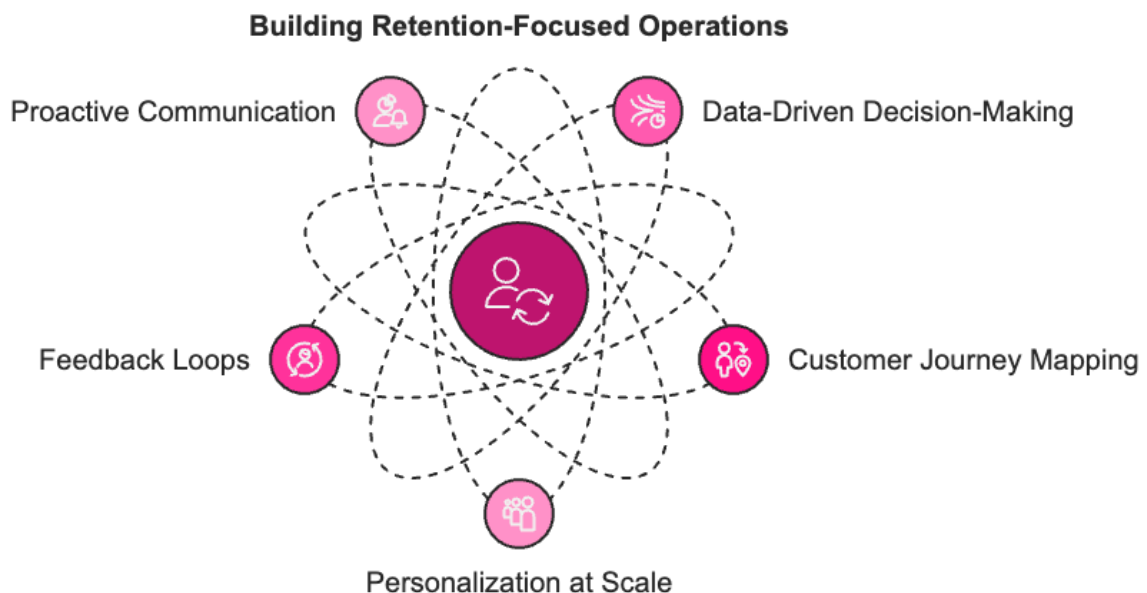 Building Retention-Focused Operations
Proactive Communication
Data-Driven Decision-Making
Feedback Loops
Customer Journey Mapping
Personalization at Scale